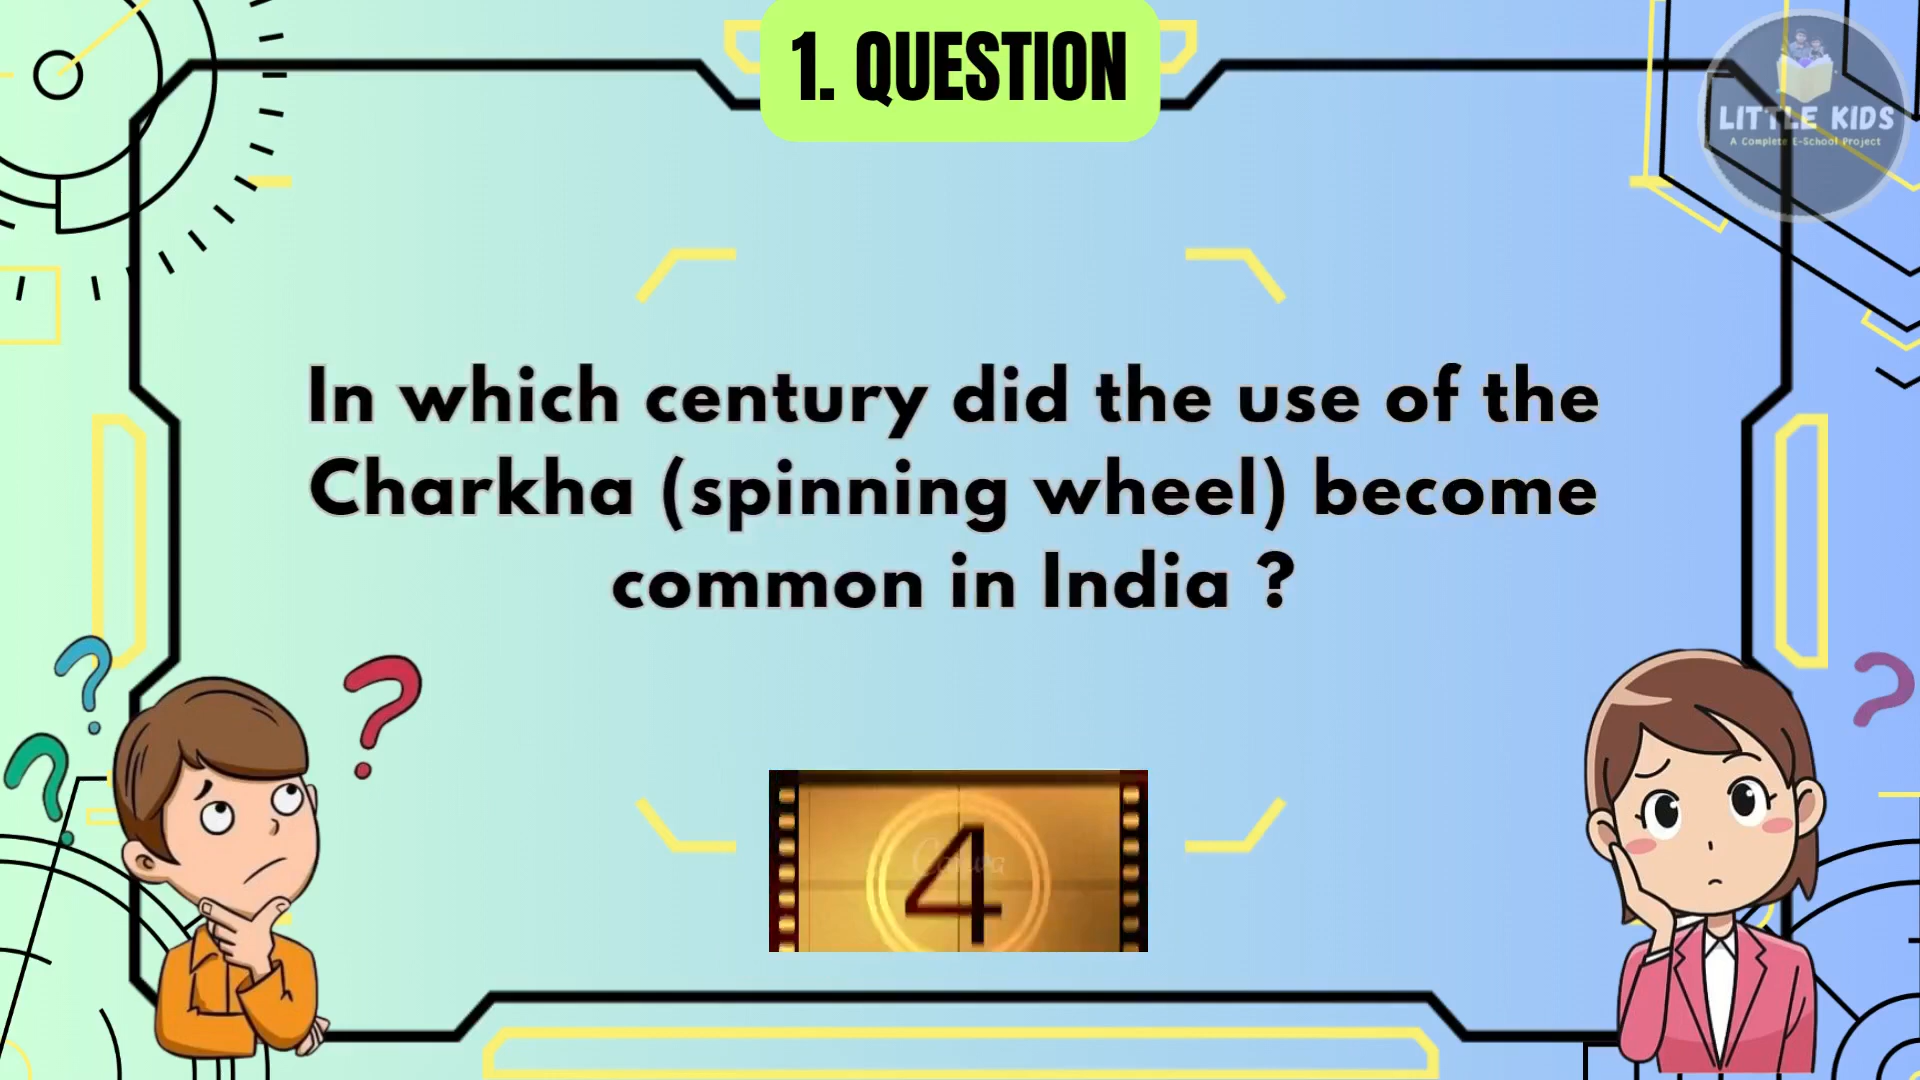 1. QUESTION
LITTLE KIDS
A Complete E-School Project
In which century did the use of the
Charkha (spinning wheel) become
common in India ?
Canva
4